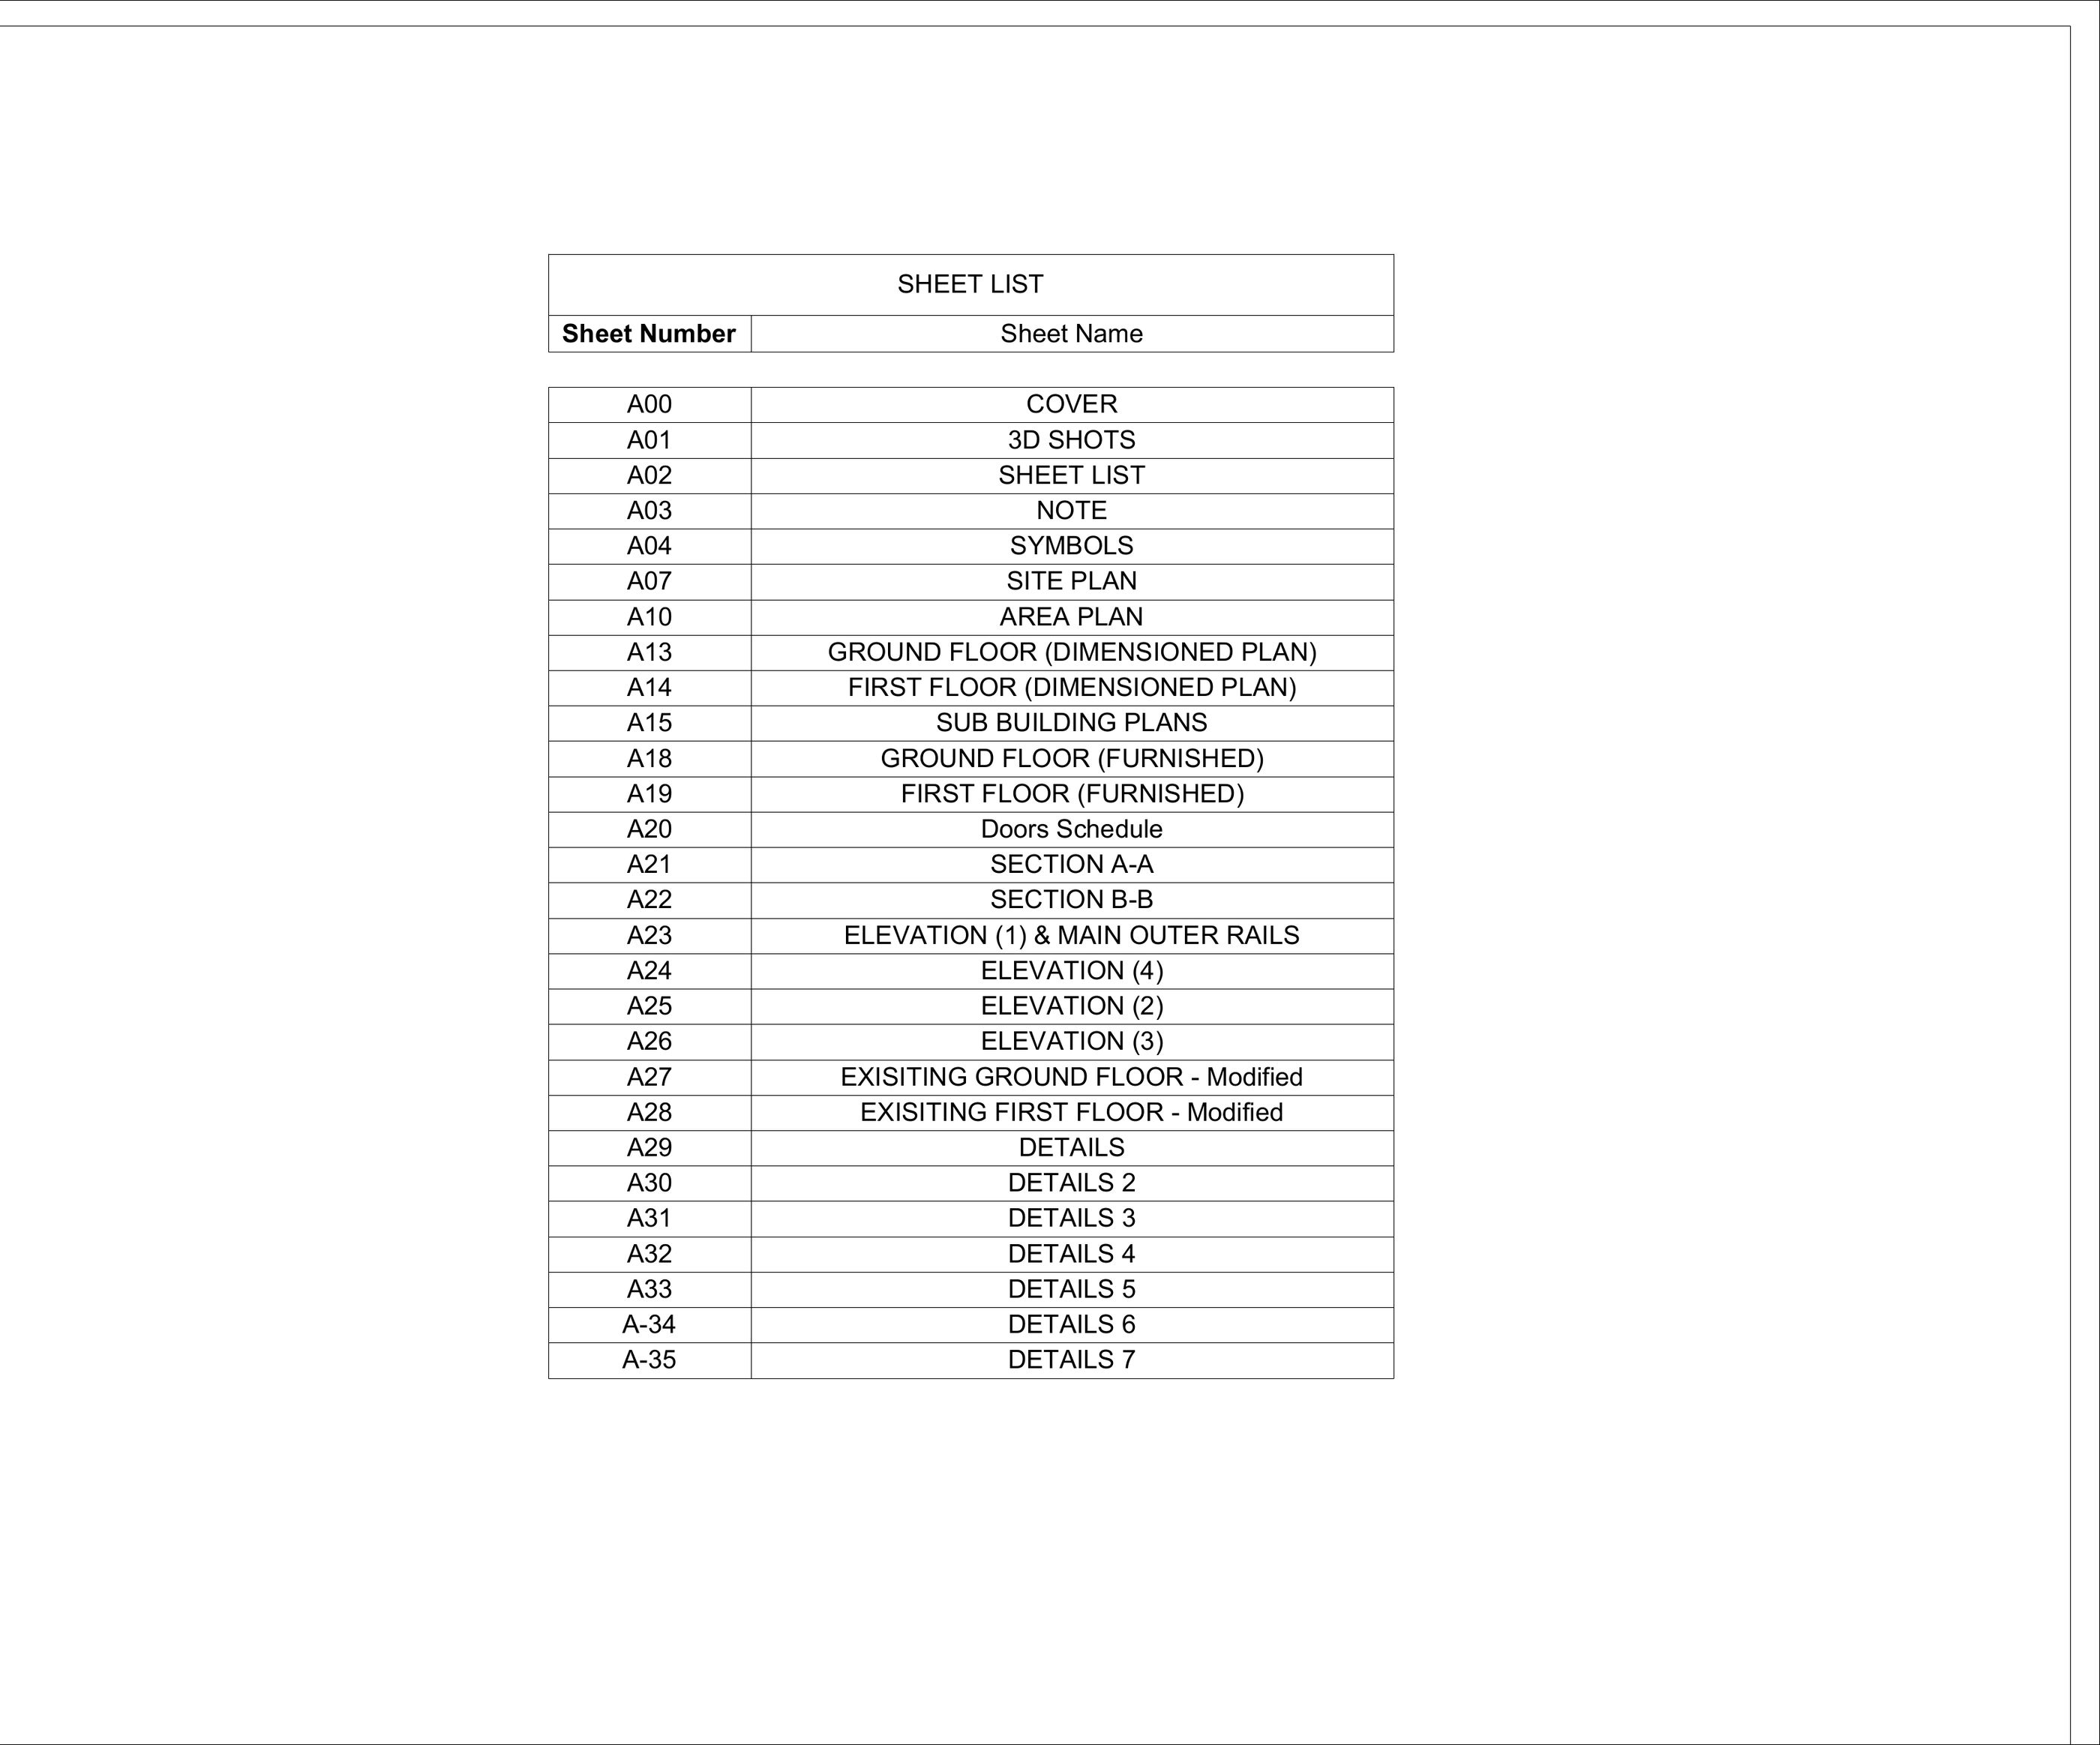 SHEET LIST
Sheet Number Sheet Name
A00 COVER
A01 3D SHOTS
A02 SHEET LIST
A03 NOTE
A04 SYMBOLS
A07 SITE PLAN
A10 AREA PLAN
A13 GROUND FLOOR (DIMENSIONED PLAN)
A14 FIRST FLOOR (DIMENSIONED PLAN)
A15 SUB BUILDING PLANS
A18 GROUND FLOOR (FURNISHED)
A19 FIRST FLOOR (FURNISHED)
A20 Doors Schedule
A21 SECTION A-A
A22 SECTION B-B
A23 ELEVATION (1) & MAIN OUTER RAILS
A24 ELEVATION (4)
A25 ELEVATION (2)
A26 ELEVATION (3)
A27 EXISITING GROUND FLOOR - Modified
A28 EXISITING FIRST FLOOR - Modified
A29 DETAILS
A30 DETAILS 2
A31 DETAILS 3
A32 DETAILS 4
A33 DETAILS 5
A-34 DETAILS 6
A-35 DETAILS 7